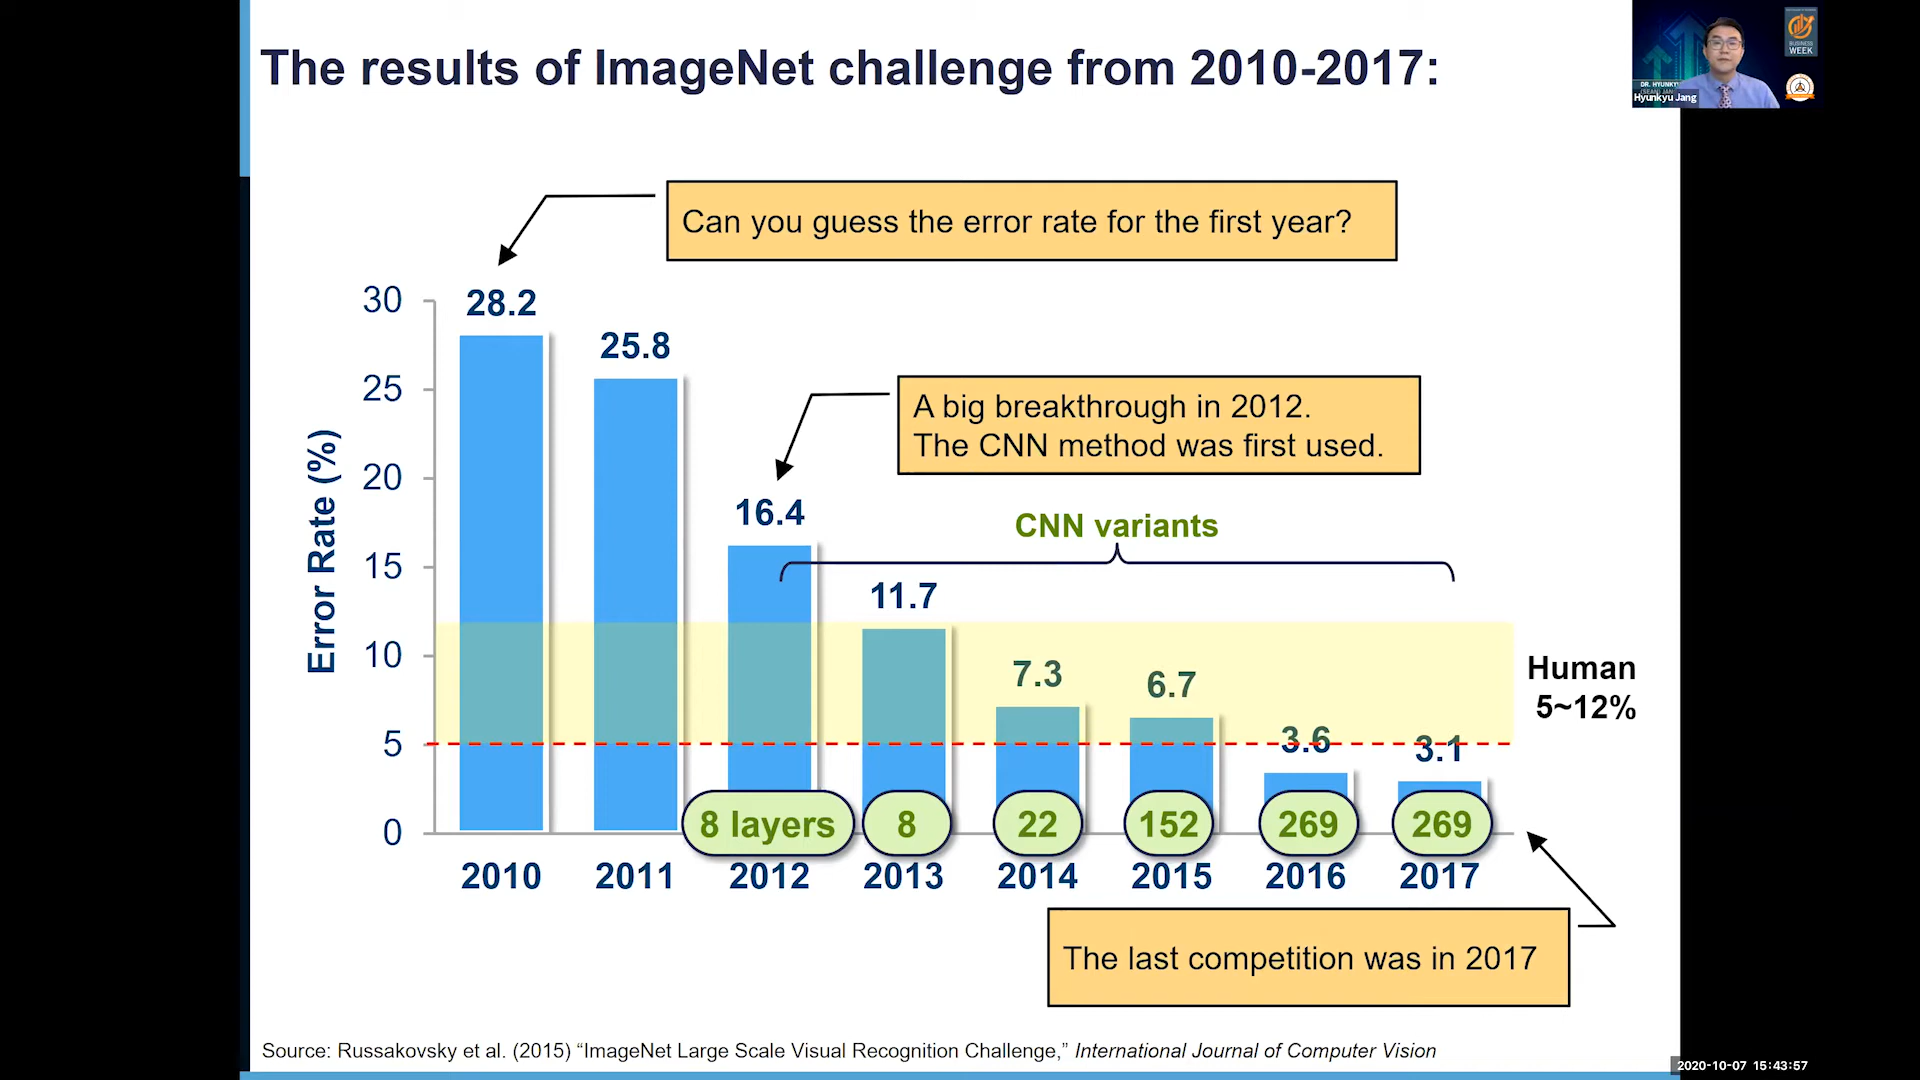 The results of ImageNet challenge from 2010-2017:
DR. HYUNKYU
Hyunkyu Jang
BUSINESS
WEEK
Can you guess the error rate for the first year?
A big breakthrough in 2012.
The CNN method was first used.
CNN variants
Error Rate (%)
30
25
20
15
10
5
0
28.2
25.8
16.4
11.7
7.3
6.7
3.6
3.1
Human
5~12%
8 layers
8
22
152
269
269
2010
2011
2012
2013
2014
2015
2016
2017
The last competition was in 2017
Source: Russakovsky et al. (2015) “ImageNet Large Scale Visual Recognition Challenge,” International Journal of Computer Vision
2020-10-07 15:43:57